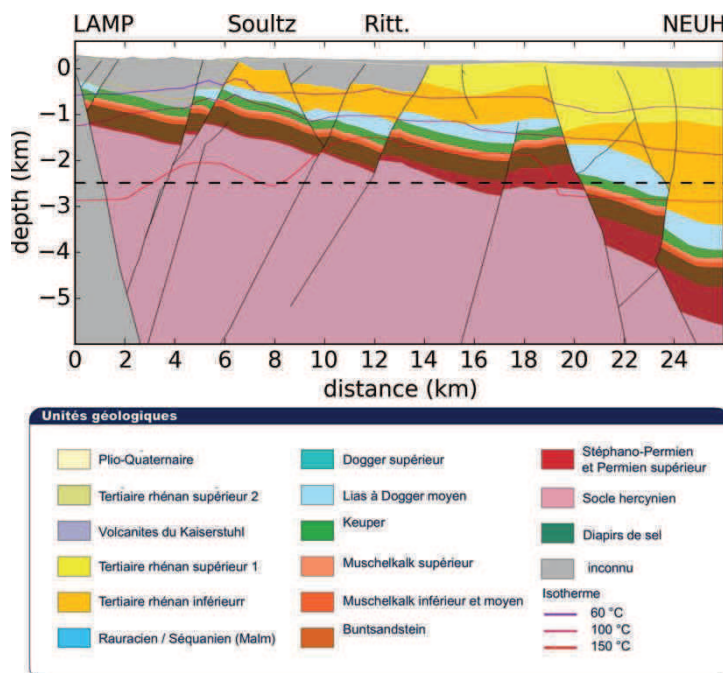 LAMP Soultz Ritt. NEUH
0
−1
−2
−3
−4
−5
depth (km)
0 2 4 6 8 10 12 14 16 18 20 22 24
distance (km)
Unités géologiques
Plio-Quaternaire
Tertiaire rhénan supérieur 2
Volcanites du Kaiserstuhl
Tertiaire rhénan supérieur 1
Tertiaire rhénan inférieurr
Rauracien / Séquanien (Malm)
Dogger supérieur
Lias à Dogger moyen
Keuper
Muschelkalk supérieur
Muschelkalk inférieur et moyen
Buntsandstein
Stéphano-Permien
et Permien supérieur
Socle hercynien
Diapirs de sel
inconnu
Isotherme
60 °C
100 °C
150 °C